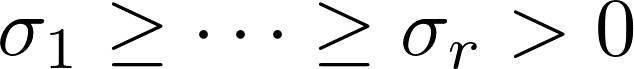 σ₁ ≥ ⋯ ≥ σᵣ > 0